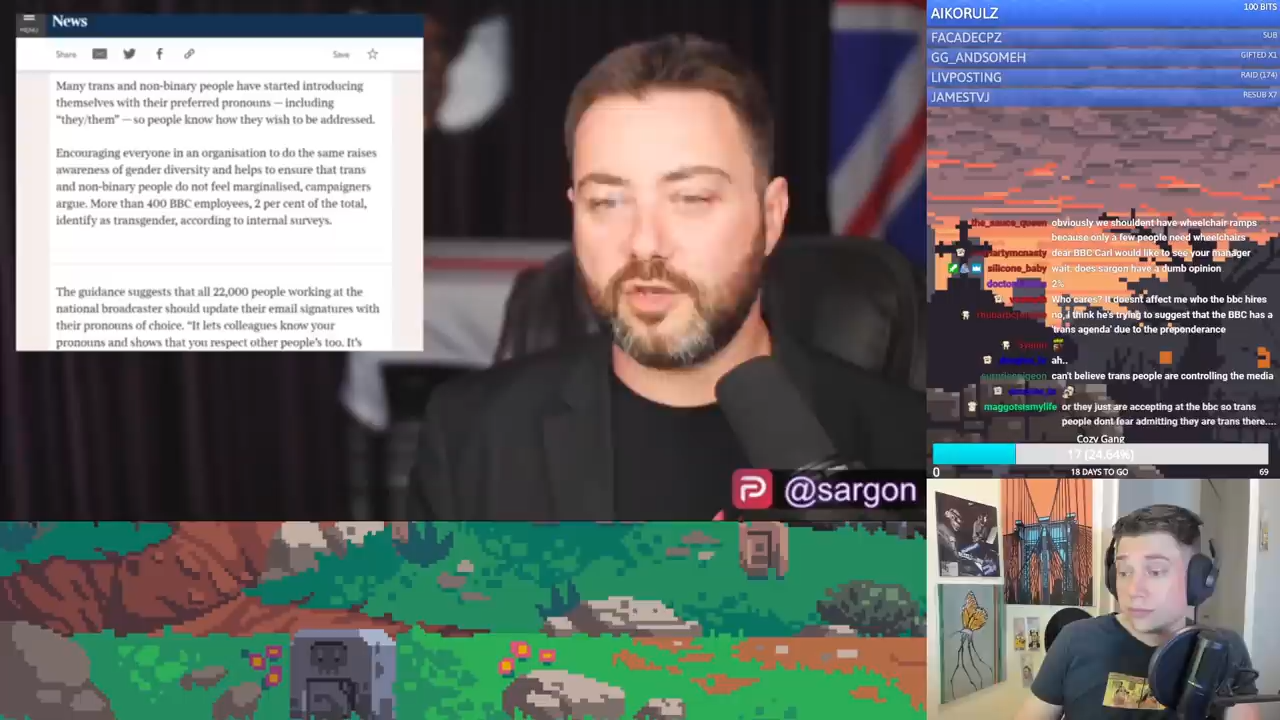 MENU
News
Share
Save
Many trans and non-binary people have started introducing
themselves with their preferred pronouns — including
“they/them” — so people know how they wish to be addressed.
Encouraging everyone in an organisation to do the same raises
awareness of gender diversity and helps to ensure that trans
and non-binary people do not feel marginalised, campaigners
argue. More than 400 BBC employees, 2 per cent of the total,
identify as transgender, according to internal surveys.
The guidance suggests that all 22,000 people working at the
national broadcaster should update their email signatures with
their pronouns of choice. “It lets colleagues know your
pronouns and shows that you respect other people’s too. It’s
@sargon
AIKORULZ 100 BITS
FACADECPZ SUB
GG_ANDSOMEH GIFTED X1
LIVPOSTING RAID (174)
JAMESTVJ RESUB X7
the_sauce_queen obviously we shouldent have wheelchair ramps
because only a few people need wheelchairs
dear BBC Carl would like to see your manager
silicone_baby wait, does sargon have a dumb opinion
2%
Who cares? It doesnt affect me who the bbc hires
no, i think he's trying to suggest that the BBC has a
'trans agenda' due to the preponderance
ah..
can't believe trans people are controlling the media
maggotsismylife or they just are accepting at the bbc so trans
people dont fear admitting they are trans there....
Cozy Gang
17 (24.64%)
0 18 DAYS TO GO 69